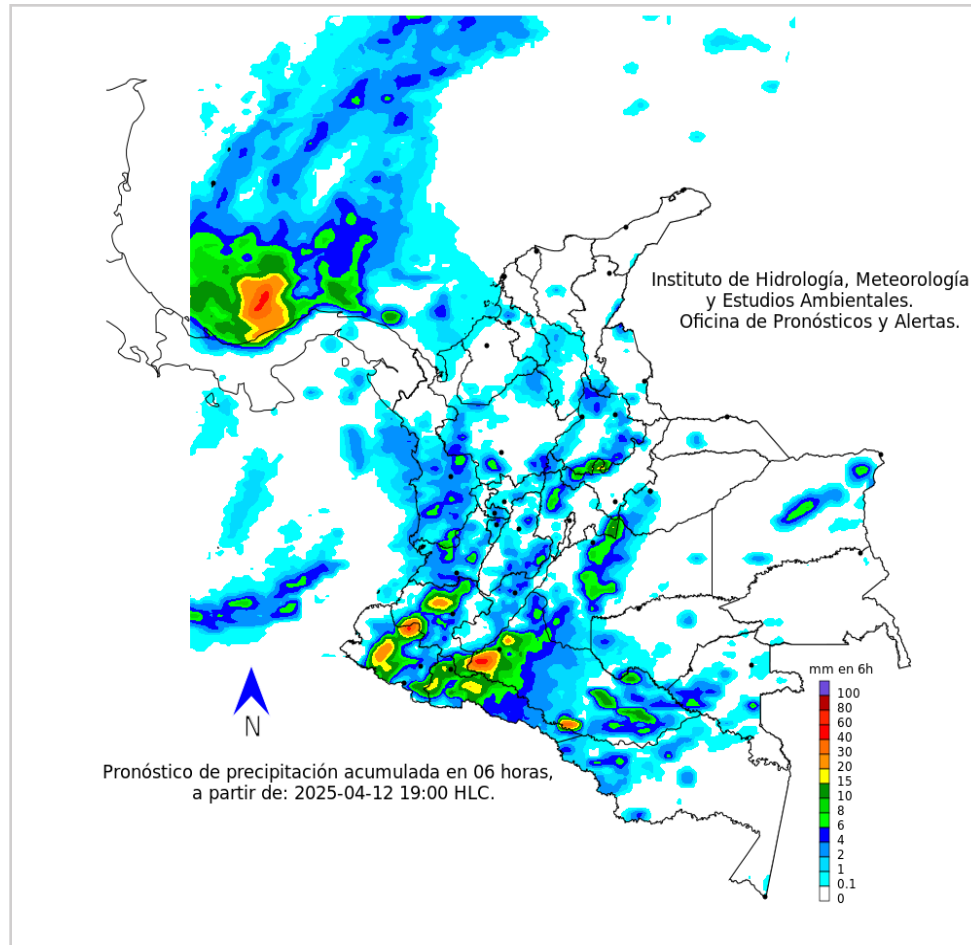 Instituto de Hidrología, Meteorología
y Estudios Ambientales.
Oficina de Pronósticos y Alertas.
mm en 6h
100
80
60
40
30
20
15
10
8
6
4
2
1
0.1
0
N
Pronóstico de precipitación acumulada en 06 horas,
a partir de: 2025-04-12 19:00 HLC.